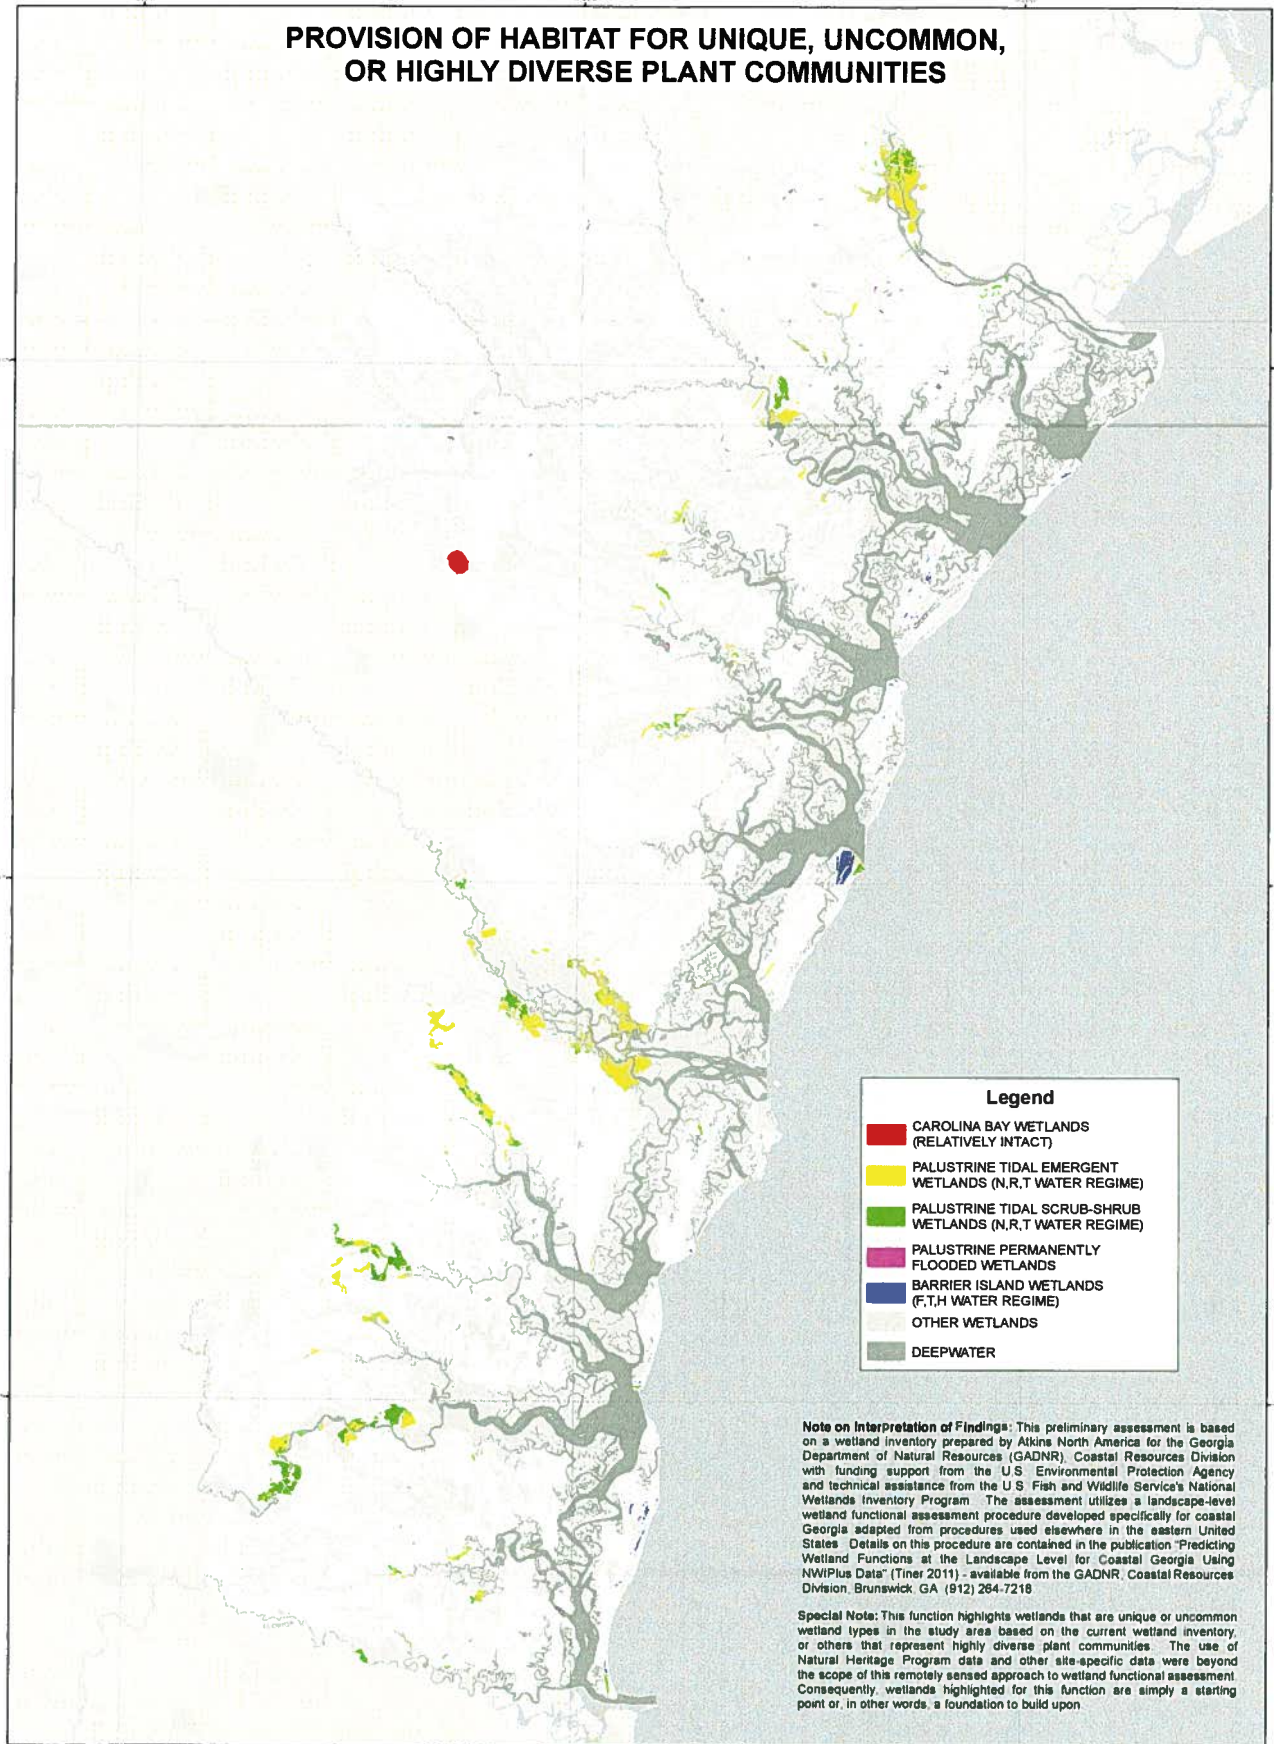 PROVISION OF HABITAT FOR UNIQUE, UNCOMMON,
OR HIGHLY DIVERSE PLANT COMMUNITIES
Legend
CAROLINA BAY WETLANDS
(RELATIVELY INTACT)
PALUSTRINE TIDAL EMERGENT
WETLANDS (N,R,T WATER REGIME)
PALUSTRINE TIDAL SCRUB-SHRUB
WETLANDS (N,R,T WATER REGIME)
PALUSTRINE PERMANENTLY
FLOODED WETLANDS
BARRIER ISLAND WETLANDS
(F,T,H WATER REGIME)
OTHER WETLANDS
DEEPWATER
Note on Interpretation of Findings: This preliminary assessment is based
on a wetland inventory prepared by Atkins North America for the Georgia
Department of Natural Resources (GADNR), Coastal Resources Division
with funding support from the U.S. Environmental Protection Agency
and technical assistance from the U.S. Fish and Wildlife Service's National
Wetlands Inventory Program. The assessment utilizes a landscape-level
wetland functional assessment procedure developed specifically for coastal
Georgia adapted from procedures used elsewhere in the eastern United
States. Details on this procedure are contained in the publication "Predicting
Wetland Functions at the Landscape Level for Coastal Georgia Using
NWIPlus Data" (Tiner 2011) - available from the GADNR, Coastal Resources
Division, Brunswick, GA (912) 264-7218
Special Note: This function highlights wetlands that are unique or uncommon
wetland types in the study area based on the current wetland inventory,
or others that represent highly diverse plant communities. The use of
Natural Heritage Program data and other site-specific data were beyond
the scope of this remotely sensed approach to wetland functional assessment.
Consequently, wetlands highlighted for this function are simply a starting
point or, in other words, a foundation to build upon.